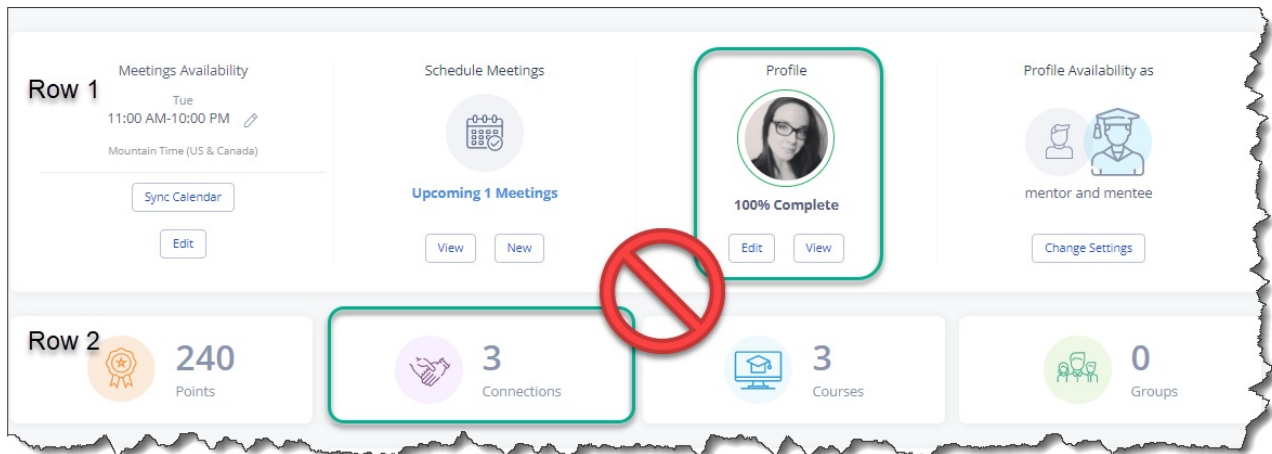 Row 1
Meetings Availability
Tue
11:00 AM-10:00 PM
Mountain Time (US & Canada)
Sync Calendar
Edit
Schedule Meetings
Upcoming 1 Meetings
View New
Profile
100% Complete
Edit View
Profile Availability as
mentor and mentee
Change Settings
Row 2
240
Points
3
Connections
3
Courses
0
Groups